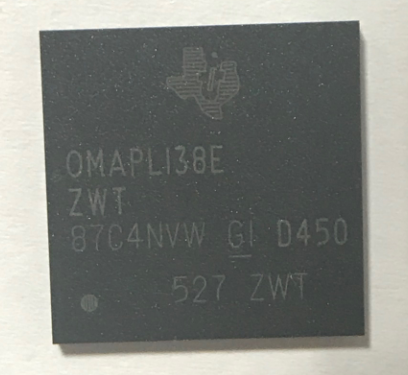 OMAPL138E
ZWT
87C4NVW G1 D450
527 ZWT